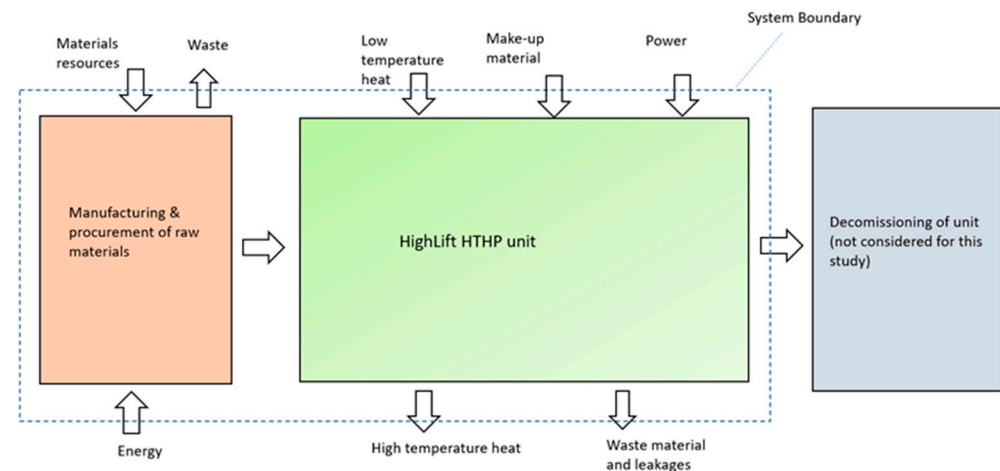 System Boundary
Materials
resources
Waste
Low
temperature
heat
Make-up
material
Power
Manufacturing &
procurement of raw
materials
HighLift HTHP unit
Decomissioning of unit
(not considered for this
study)
Energy
High temperature heat
Waste material
and leakages